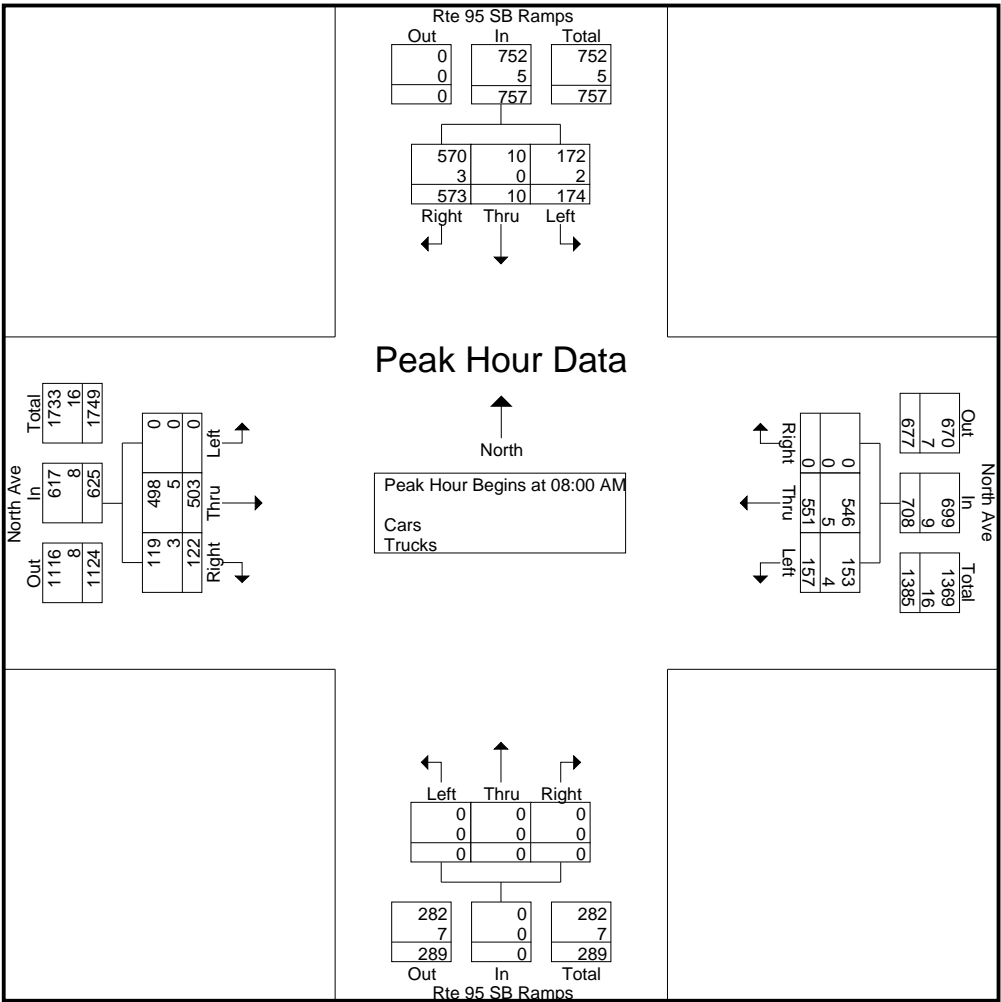 Rte 95 SB Ramps
Out In Total
0 752 752
0 5 5
0 757 757
570 10 172
3 0 2
573 10 174
Right Thru Left
Peak Hour Data
North
Peak Hour Begins at 08:00 AM
Cars
Trucks
North Ave
Total In Out
1733 617 1116
16 8 8
1749 625 1124
0 498 119
0 5 3
0 503 122
Left Thru Right
North Ave
Out In Total
670 699 1369
7 9 16
677 708 1385
0 546 153
0 5 4
0 551 157
Right Thru Left
Left Thru Right
0 0 0
0 0 0
0 0 0
282 0 282
7 0 7
289 0 289
Out In Total
Rte 95 SB Ramps